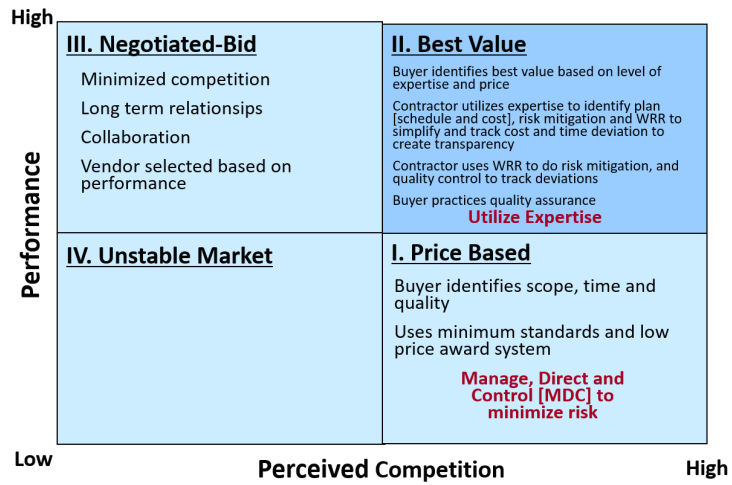 High
III. Negotiated-Bid
Minimized competition
Long term relationsips
Collaboration
Vendor selected based on
performance
II. Best Value
Buyer identifies best value based on level of
expertise and price
Contractor utilizes expertise to identify plan
[schedule and cost], risk mitigation and WRR to
simplify and track cost and time deviation to
create transparency
Contractor uses WRR to do risk mitigation, and
quality control to track deviations
Buyer practices quality assurance
Utilize Expertise
Performance
IV. Unstable Market
I. Price Based
Buyer identifies scope, time and
quality
Uses minimum standards and low
price award system
Manage, Direct and
Control [MDC] to
minimize risk
Low
Perceived Competition
High